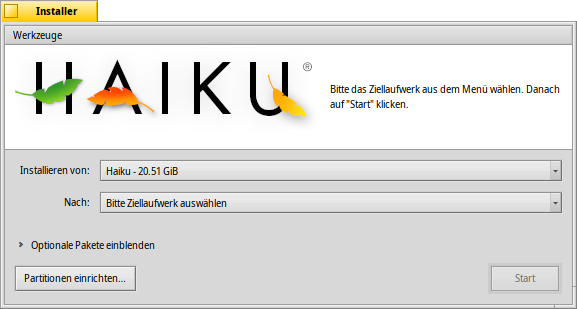 Installer
Werkzeuge
HAIKU®
Bitte das Ziellaufwerk aus dem Menü wählen. Danach
auf "Start" klicken.
Installieren von: Haiku - 20.51 GiB
Nach: Bitte Ziellaufwerk auswählen
Optionale Pakete einblenden
Partitionen einrichten... Start